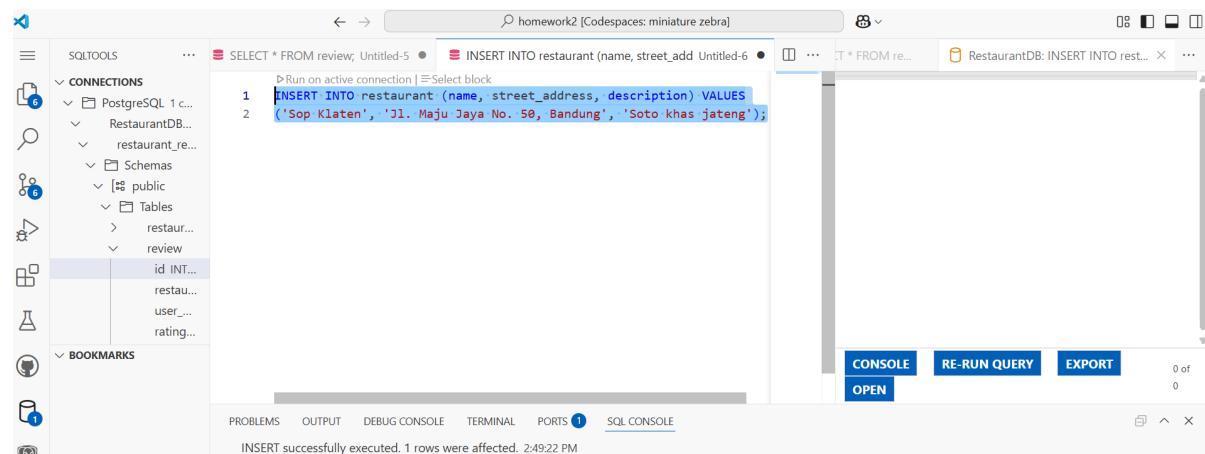 homework2 [Codespaces: miniature zebra]
SQLTOOLS
SELECT * FROM review; Untitled-5
INSERT INTO restaurant (name, street_add Untitled-6
CT * FROM re...
RestaurantDB: INSERT INTO rest...
CONNECTIONS
PostgreSQL 1 c...
RestaurantDB...
restaurant_re...
Schemas
public
Tables
restaur...
review
id INT...
restau...
user_...
rating...
BOOKMARKS
6
6
1
Run on active connection | Select block
1 INSERT INTO restaurant (name, street_address, description) VALUES
2 ('Sop Klaten', 'Jl. Maju Jaya No. 50, Bandung', 'Soto khas jateng');
CONSOLE RE-RUN QUERY EXPORT
OPEN
0 of
0
PROBLEMS OUTPUT DEBUG CONSOLE TERMINAL PORTS 1 SQL CONSOLE
INSERT successfully executed. 1 rows were affected. 2:49:22 PM